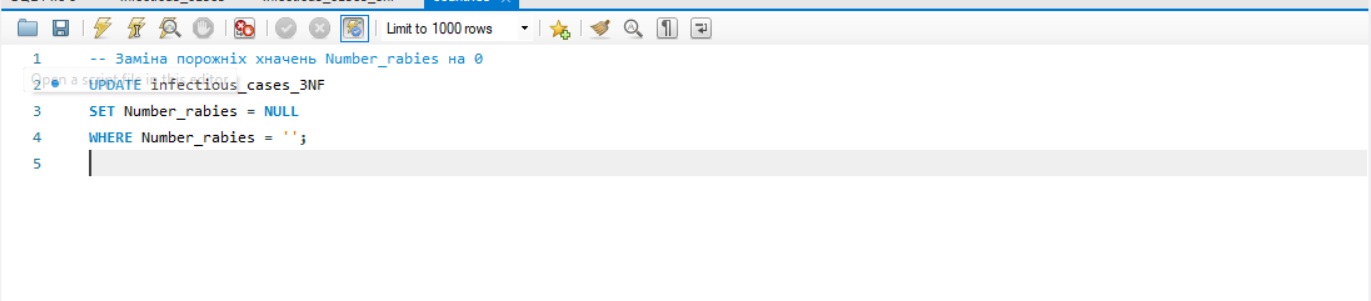 Limit to 1000 rows
1 -- Заміна порожніх хначень Number_rabies на 0
Open a script file in this editor
2 UPDATE infectious_cases_3NF
3 SET Number_rabies = NULL
4 WHERE Number_rabies = '';
5